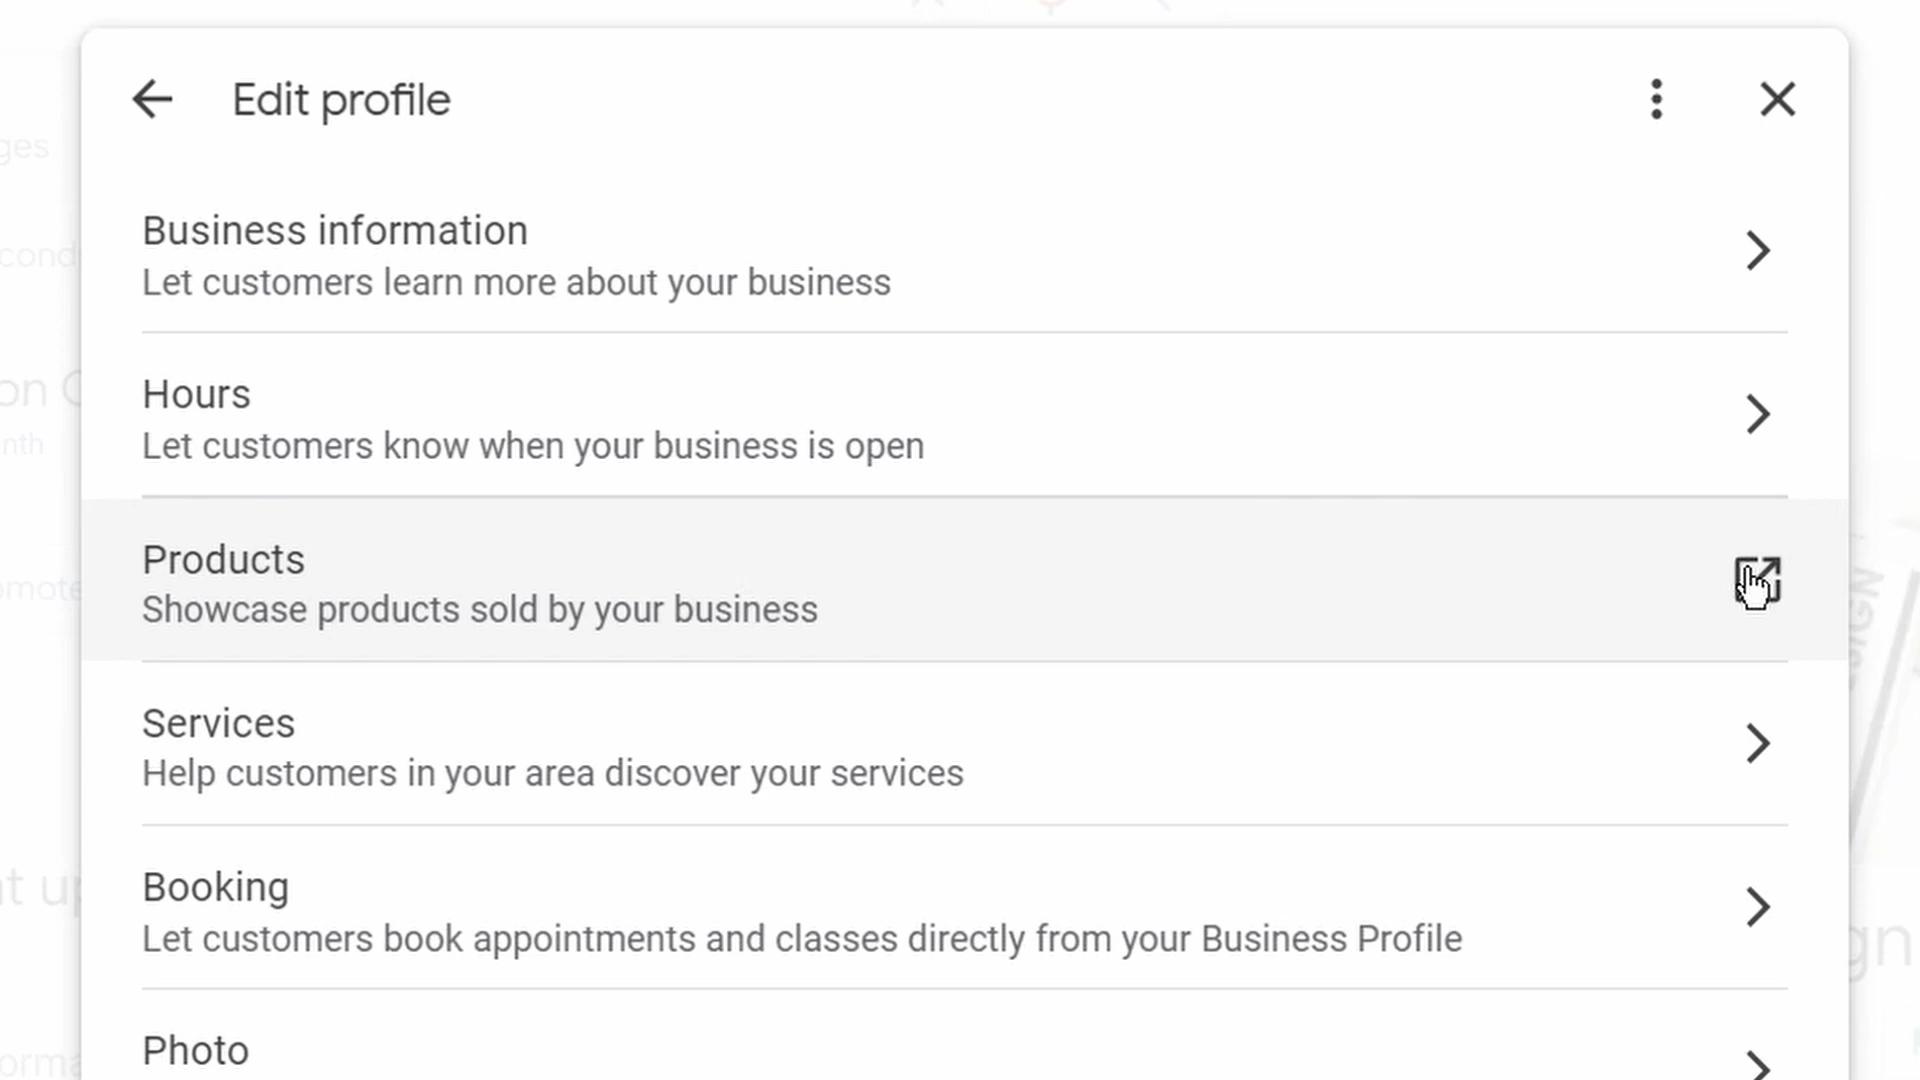 Edit profile
Business information
Let customers learn more about your business
Hours
Let customers know when your business is open
Products
Showcase products sold by your business
Services
Help customers in your area discover your services
Booking
Let customers book appointments and classes directly from your Business Profile
Photo